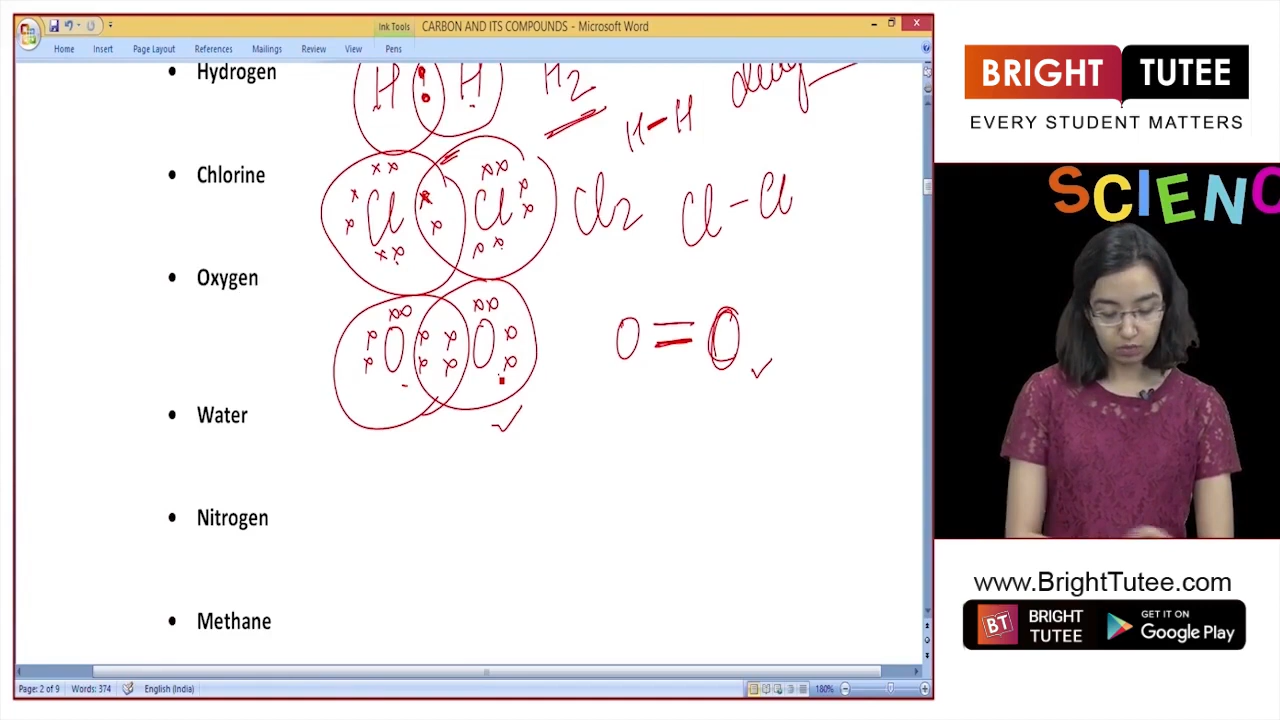 Ink Tools
CARBON AND ITS COMPOUNDS - Microsoft Word
Home Insert Page Layout References Mailings Review View Pens
Hydrogen
H H H2
H-H
Chlorine
Cl Cl Cl2 Cl-Cl
Oxygen
O O O=O
Water
Nitrogen
Methane
Page: 2 of 9 Words: 374 English (India) 180%
BRIGHT TUTEE
EVERY STUDENT MATTERS
SCIENC
www.BrightTutee.com
BT BRIGHT TUTEE
GET IT ON
Google Play